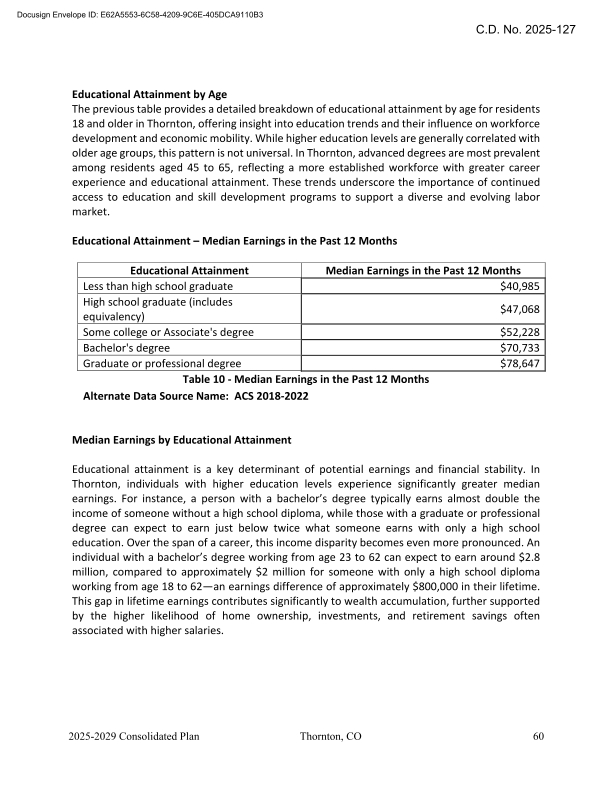 Docusign Envelope ID: E62A5553-6C58-4209-9C6E-405DCA9110B3
C.D. No. 2025-127
Educational Attainment by Age
The previous table provides a detailed breakdown of educational attainment by age for residents
18 and older in Thornton, offering insight into education trends and their influence on workforce
development and economic mobility. While higher education levels are generally correlated with
older age groups, this pattern is not universal. In Thornton, advanced degrees are most prevalent
among residents aged 45 to 65, reflecting a more established workforce with greater career
experience and educational attainment. These trends underscore the importance of continued
access to education and skill development programs to support a diverse and evolving labor
market.
Educational Attainment – Median Earnings in the Past 12 Months
Educational Attainment Median Earnings in the Past 12 Months
Less than high school graduate $40,985
High school graduate (includes
equivalency) $47,068
Some college or Associate's degree $52,228
Bachelor's degree $70,733
Graduate or professional degree $78,647
Table 10 - Median Earnings in the Past 12 Months
Alternate Data Source Name: ACS 2018-2022
Median Earnings by Educational Attainment
Educational attainment is a key determinant of potential earnings and financial stability. In
Thornton, individuals with higher education levels experience significantly greater median
earnings. For instance, a person with a bachelor’s degree typically earns almost double the
income of someone without a high school diploma, while those with a graduate or professional
degree can expect to earn just below twice what someone earns with only a high school
education. Over the span of a career, this income disparity becomes even more pronounced. An
individual with a bachelor’s degree working from age 23 to 62 can expect to earn around $2.8
million, compared to approximately $2 million for someone with only a high school diploma
working from age 18 to 62—an earnings difference of approximately $800,000 in their lifetime.
This gap in lifetime earnings contributes significantly to wealth accumulation, further supported
by the higher likelihood of home ownership, investments, and retirement savings often
associated with higher salaries.
2025-2029 Consolidated Plan Thornton, CO 60